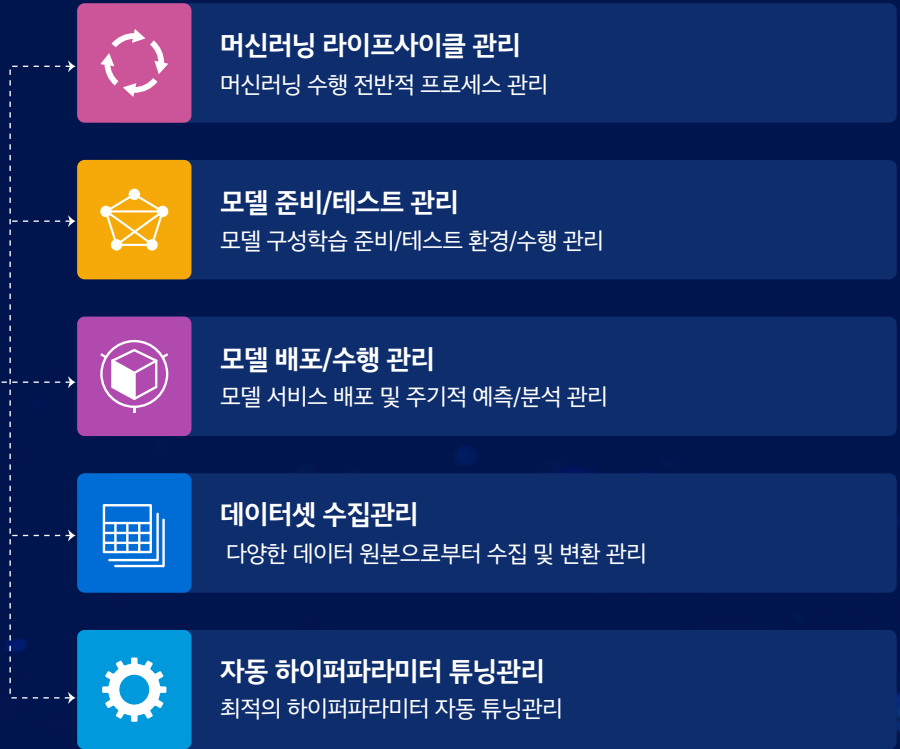 머신러닝 라이프사이클 관리
머신러닝 수행 전반적 프로세스 관리
모델 준비/테스트 관리
모델 구성학습 준비/테스트 환경/수행 관리
모델 배포/수행 관리
모델 서비스 배포 및 주기적 예측/분석 관리
데이터셋 수집관리
다양한 데이터 원본으로부터 수집 및 변환 관리
자동 하이퍼파라미터 튜닝관리
최적의 하이퍼파라미터 자동 튜닝관리